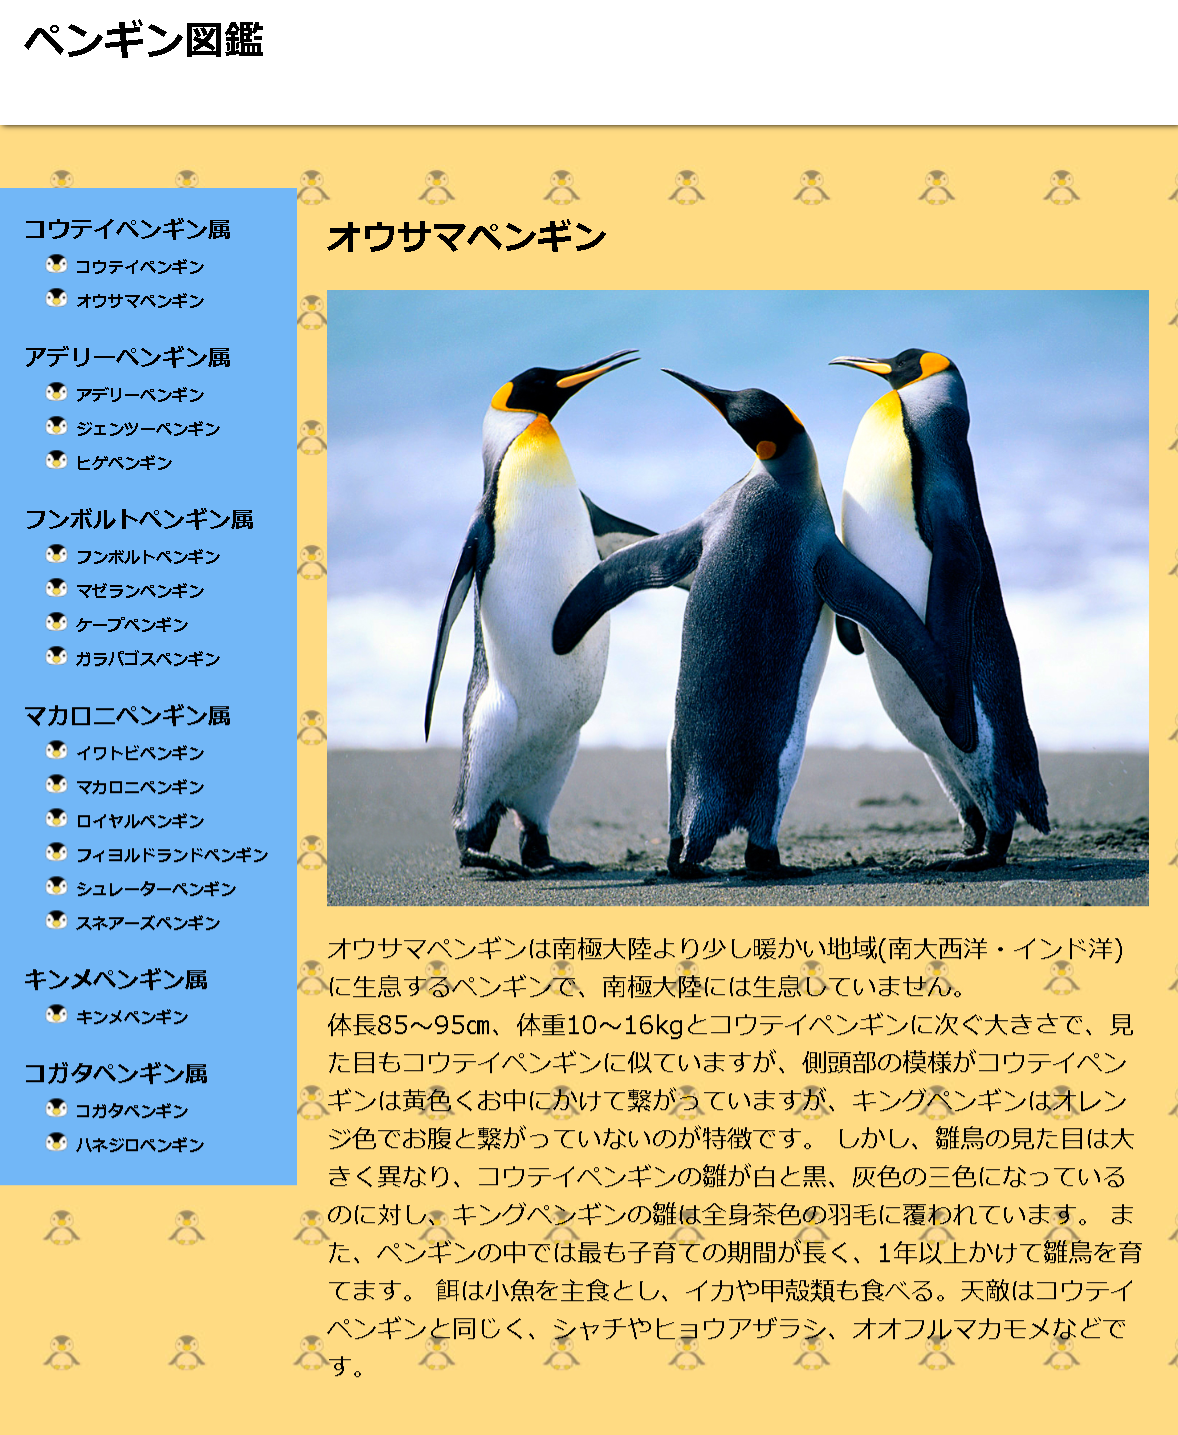 ペンギン図鑑
コウテイペンギン属
コウテイペンギン
オウサマペンギン
アデリーペンギン属
アデリーペンギン
ジェンツーペンギン
ヒゲペンギン
フンボルトペンギン属
フンボルトペンギン
マゼランペンギン
ケープペンギン
ガラパゴスペンギン
マカロニペンギン属
イワトビペンギン
マカロニペンギン
ロイヤルペンギン
フィヨルドランドペンギン
シュレーターペンギン
スネアーズペンギン
キンメペンギン属
キンメペンギン
コガタペンギン属
コガタペンギン
ハネジロペンギン
オウサマペンギン
オウサマペンギンは南極大陸より少し暖かい地域(南大西洋・インド洋)
に生息するペンギンで、南極大陸には生息していません。
体長85～95㎝、体重10～16kgとコウテイペンギンに次ぐ大きさで、見
た目もコウテイペンギンに似ていますが、側頭部の模様がコウテイペン
ギンは黄色くお中にかけて繋がっていますが、キングペンギンはオレン
ジ色でお腹と繋がっていないのが特徴です。 しかし、雛鳥の見た目は大
きく異なり、コウテイペンギンの雛が白と黒、灰色の三色になっている
のに対し、キングペンギンの雛は全身茶色の羽毛に覆われています。 ま
た、ペンギンの中では最も子育ての期間が長く、1年以上かけて雛鳥を育
てます。 餌は小魚を主食とし、イカや甲殻類も食べる。天敵はコウテイ
ペンギンと同じく、シャチやヒョウアザラシ、オオフルマカモメなどで
す。